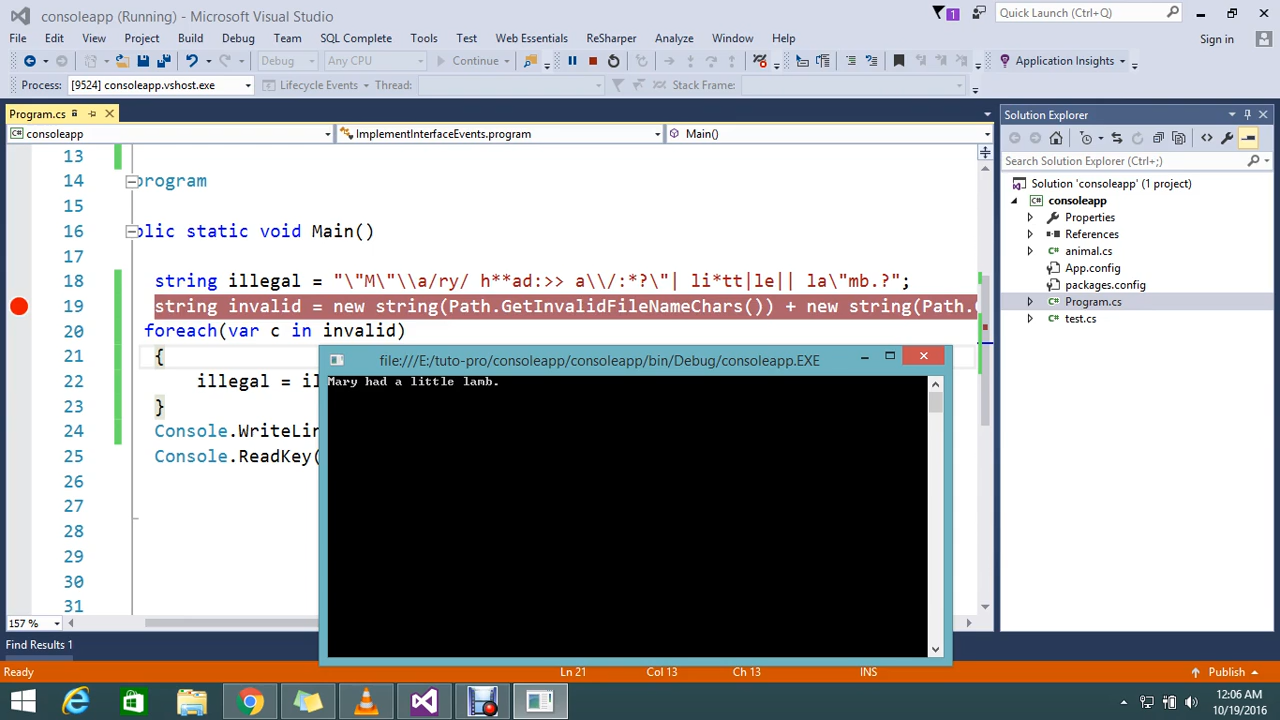 consoleapp (Running) - Microsoft Visual Studio
1
Quick Launch (Ctrl+Q)
File Edit View Project Build Debug Team SQL Complete Tools Test Web Essentials ReSharper Analyze Window Help
Sign in
Debug Any CPU Continue Application Insights
Process: [9524] consoleapp.vshost.exe Lifecycle Events Thread: Stack Frame:
Program.cs
consoleapp ImplementInterfaceEvents.program Main()
13
14 program
15
16 blic static void Main()
17
18 string illegal = "\"M\"\\a/ry/ h**ad:>> a\\/:*?\"| li*tt|le|| la\"mb.?";
19 string invalid = new string(Path.GetInvalidFileNameChars()) + new string(Path.
20 foreach(var c in invalid)
21 {
22 illegal =
23 }
24 Console.
25 Console.ReadKey(
26
27
28
29
30
31
157 %
file:///E:/tuto-pro/consoleapp/consoleapp/bin/Debug/consoleapp.EXE
Mary had a little lamb.
Solution Explorer
Search Solution Explorer (Ctrl+;)
Solution 'consoleapp' (1 project)
consoleapp
Properties
References
animal.cs
App.config
packages.config
Program.cs
test.cs
Find Results 1
Ready Ln 21 Col 13 Ch 13 INS Publish
12:06 AM
10/19/2016